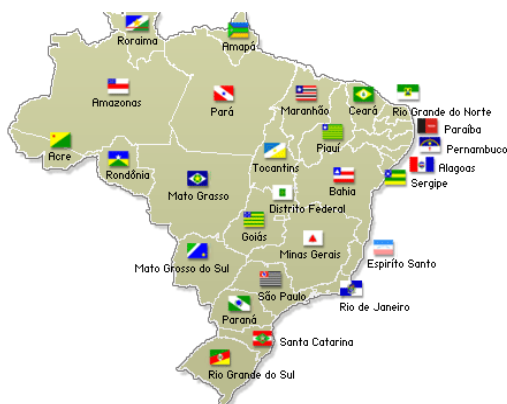 Roraima
Amapá
Amazonas
Pará
Maranhão
Ceará
Rio Grande do Norte
Paraíba
Piauí
Pernambuco
Acre
Rondônia
Tocantins
Alagoas
Mato Grosso
Bahia
Sergipe
Distrito Federal
Goiás
Minas Gerais
Espírito Santo
Mato Grosso do Sul
São Paulo
Rio de Janeiro
Paraná
Santa Catarina
Rio Grande do Sul